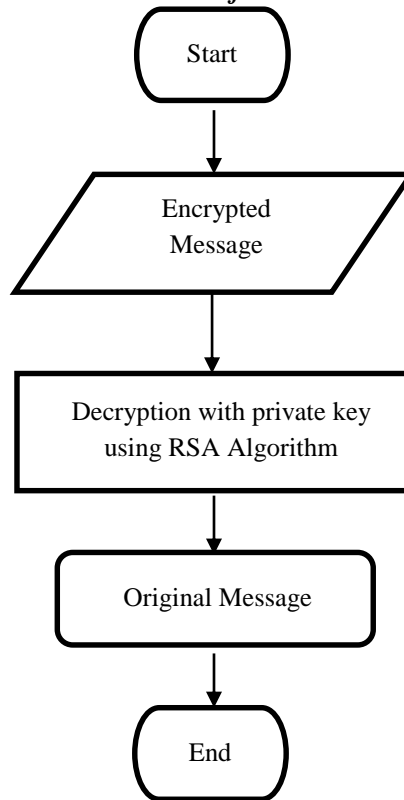 Start
Encrypted
Message
Decryption with private key
using RSA Algorithm
Original Message
End